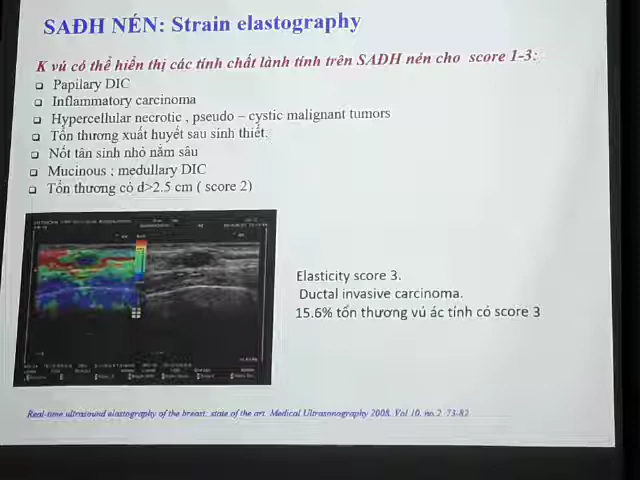 SAĐH NÉN: Strain elastography
K vú có thể hiển thị các tính chất lành tính trên SAĐH nén cho score 1-3:
Papilary DIC
Inflammatory carcinoma
Hypercellular necrotic , pseudo – cystic malignant tumors
Tổn thương xuất huyết sau sinh thiết.
Nốt tân sinh nhỏ nằm sâu
Mucinous ; medullary DIC
Tổn thương có d>2.5 cm ( score 2)
Elasticity score 3.
Ductal invasive carcinoma.
15.6% tổn thương vú ác tính có score 3
Real-time ultrasound elastography of the breast: state of the art. Medical Ultrasonography 2008, Vol 10, no.2, 73-82